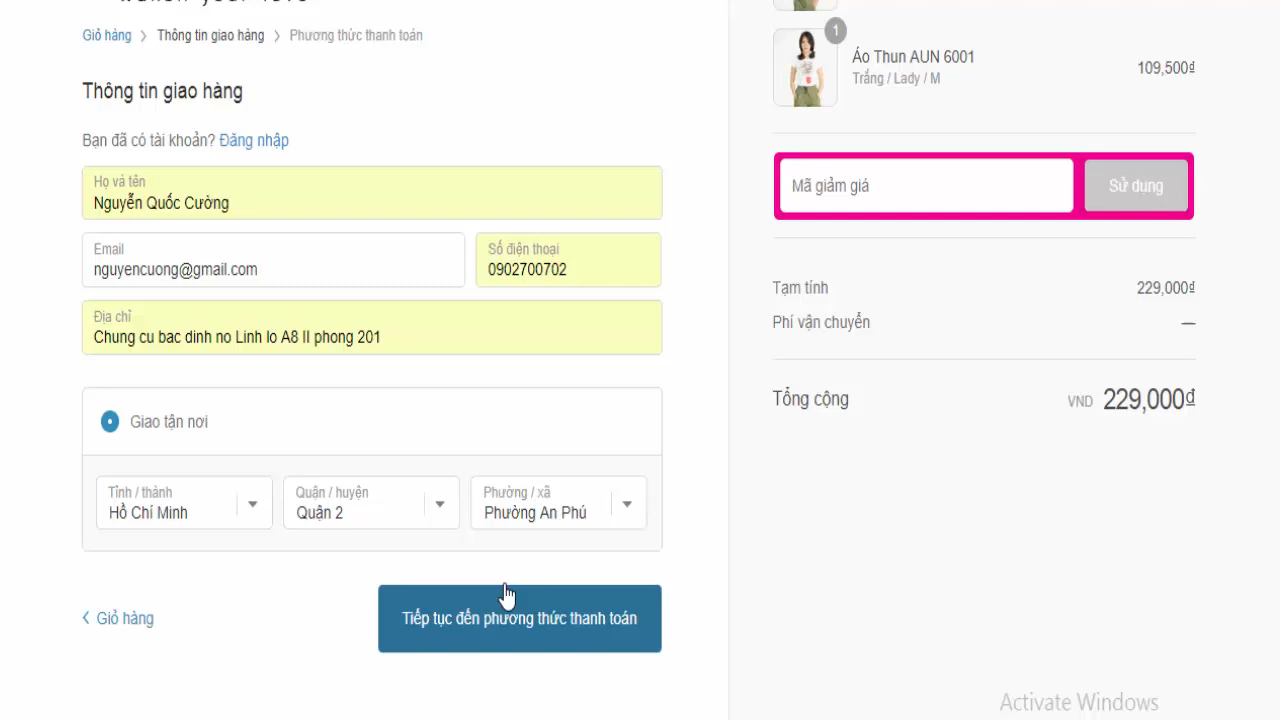 Giỏ hàng > Thông tin giao hàng > Phương thức thanh toán
Thông tin giao hàng
Bạn đã có tài khoản? Đăng nhập
Họ và tên
Nguyễn Quốc Cường
Email
nguyencuong@gmail.com
Số điện thoại
0902700702
Địa chỉ
Chung cu bac dinh no Linh lo A8 II phong 201
Giao tận nơi
Tỉnh / thành
Hồ Chí Minh
Quận / huyện
Quận 2
Phường / xã
Phường An Phú
Giỏ hàng
Tiếp tục đến phương thức thanh toán
1
Áo Thun AUN 6001
Trắng / Lady / M
109,500₫
Mã giảm giá
Sử dụng
Tạm tính
229,000₫
Phí vận chuyển
—
Tổng cộng
VND 229,000₫
Activate Windows